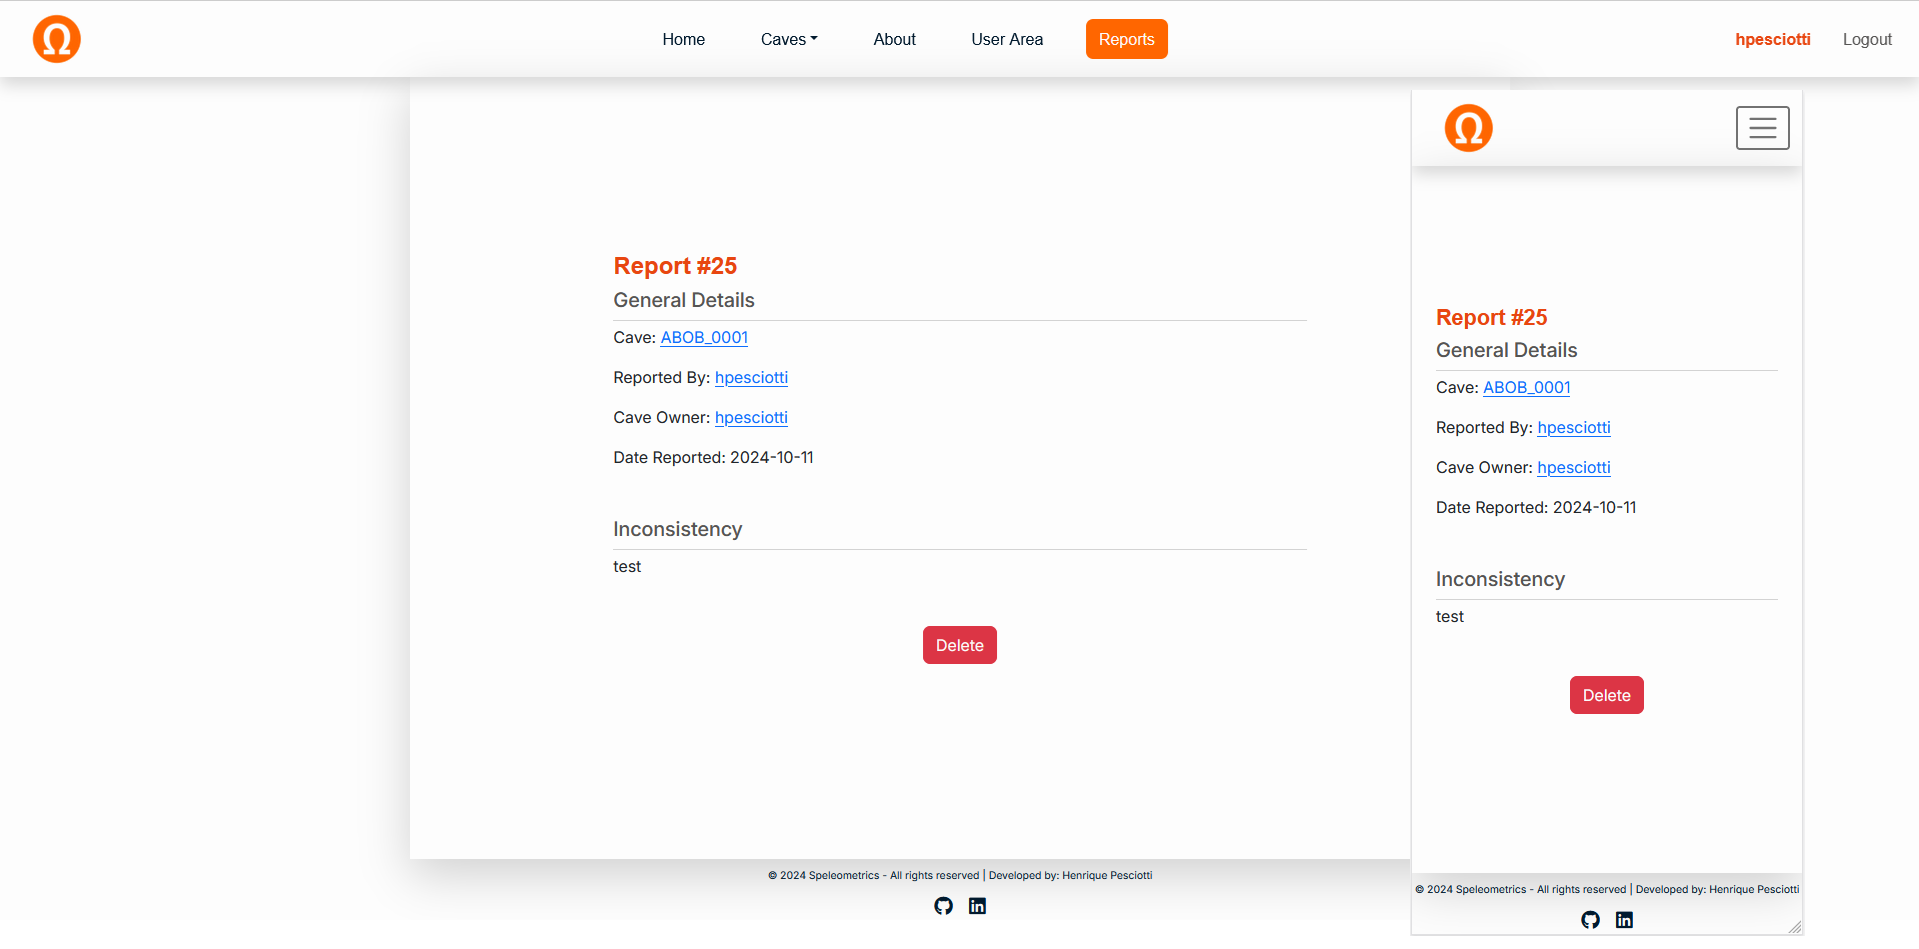 Ω
Home Caves About User Area Reports
hpesciotti Logout
Report #25
General Details
Cave: ABOB_0001
Reported By: hpesciotti
Cave Owner: hpesciotti
Date Reported: 2024-10-11
Inconsistency
test
Delete
© 2024 Speleometrics - All rights reserved | Developed by: Henrique Pesciotti
in
Ω
Report #25
General Details
Cave: ABOB_0001
Reported By: hpesciotti
Cave Owner: hpesciotti
Date Reported: 2024-10-11
Inconsistency
test
Delete
© 2024 Speleometrics - All rights reserved | Developed by: Henrique Pesciotti
in